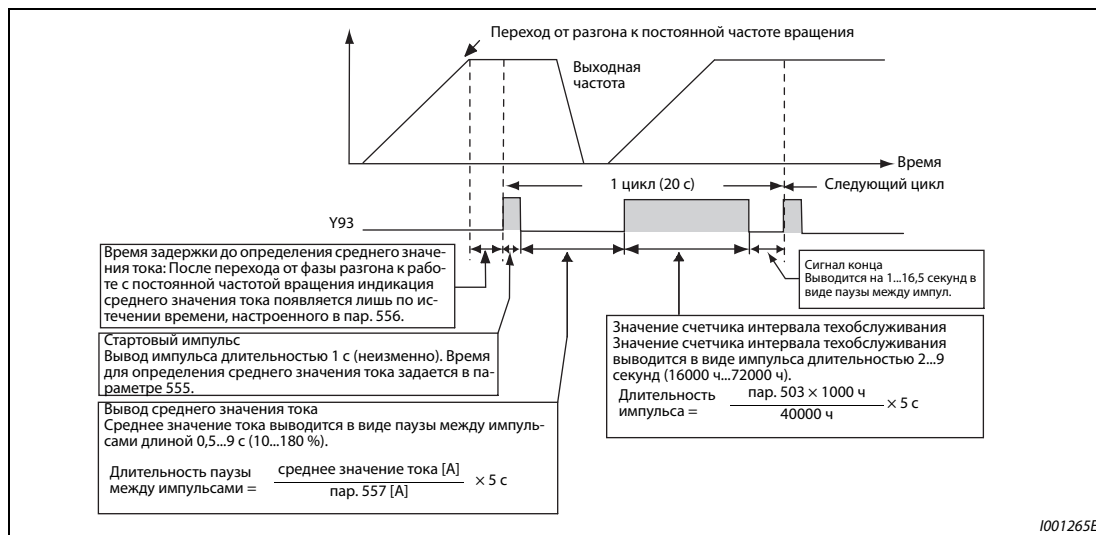 Переход от разгона к постоянной частоте вращения
Выходная
частота
Время
1 цикл (20 с)
Следующий цикл
Y93
Время задержки до определения среднего значе-
ния тока: После перехода от фазы разгона к рабо-
те с постоянной частотой вращения индикация
среднего значения тока появляется лишь по ис-
течении времени, настроенного в пар. 556.
Сигнал конца
Выводится на 1...16,5 секунд в
виде паузы между импул.
Стартовый импульс
Вывод импульса длительностью 1 с (неизменно). Время
для определения среднего значения тока задается в па-
раметре 555.
Значение счетчика интервала техобслуживания
Значение счетчика интервала техобслуживания
выводится в виде импульса длительностью 2...9
секунд (16000 ч...72000 ч).
Длительность
импульса =
пар. 503 × 1000 ч
40000 ч
× 5 с
Вывод среднего значения тока
Среднее значение тока выводится в виде паузы между импуль-
сами длиной 0,5...9 с (10...180 %).
Длительность паузы
между импульсами =
среднее значение тока [A]
пар. 557 [A]
× 5 с
I001265E